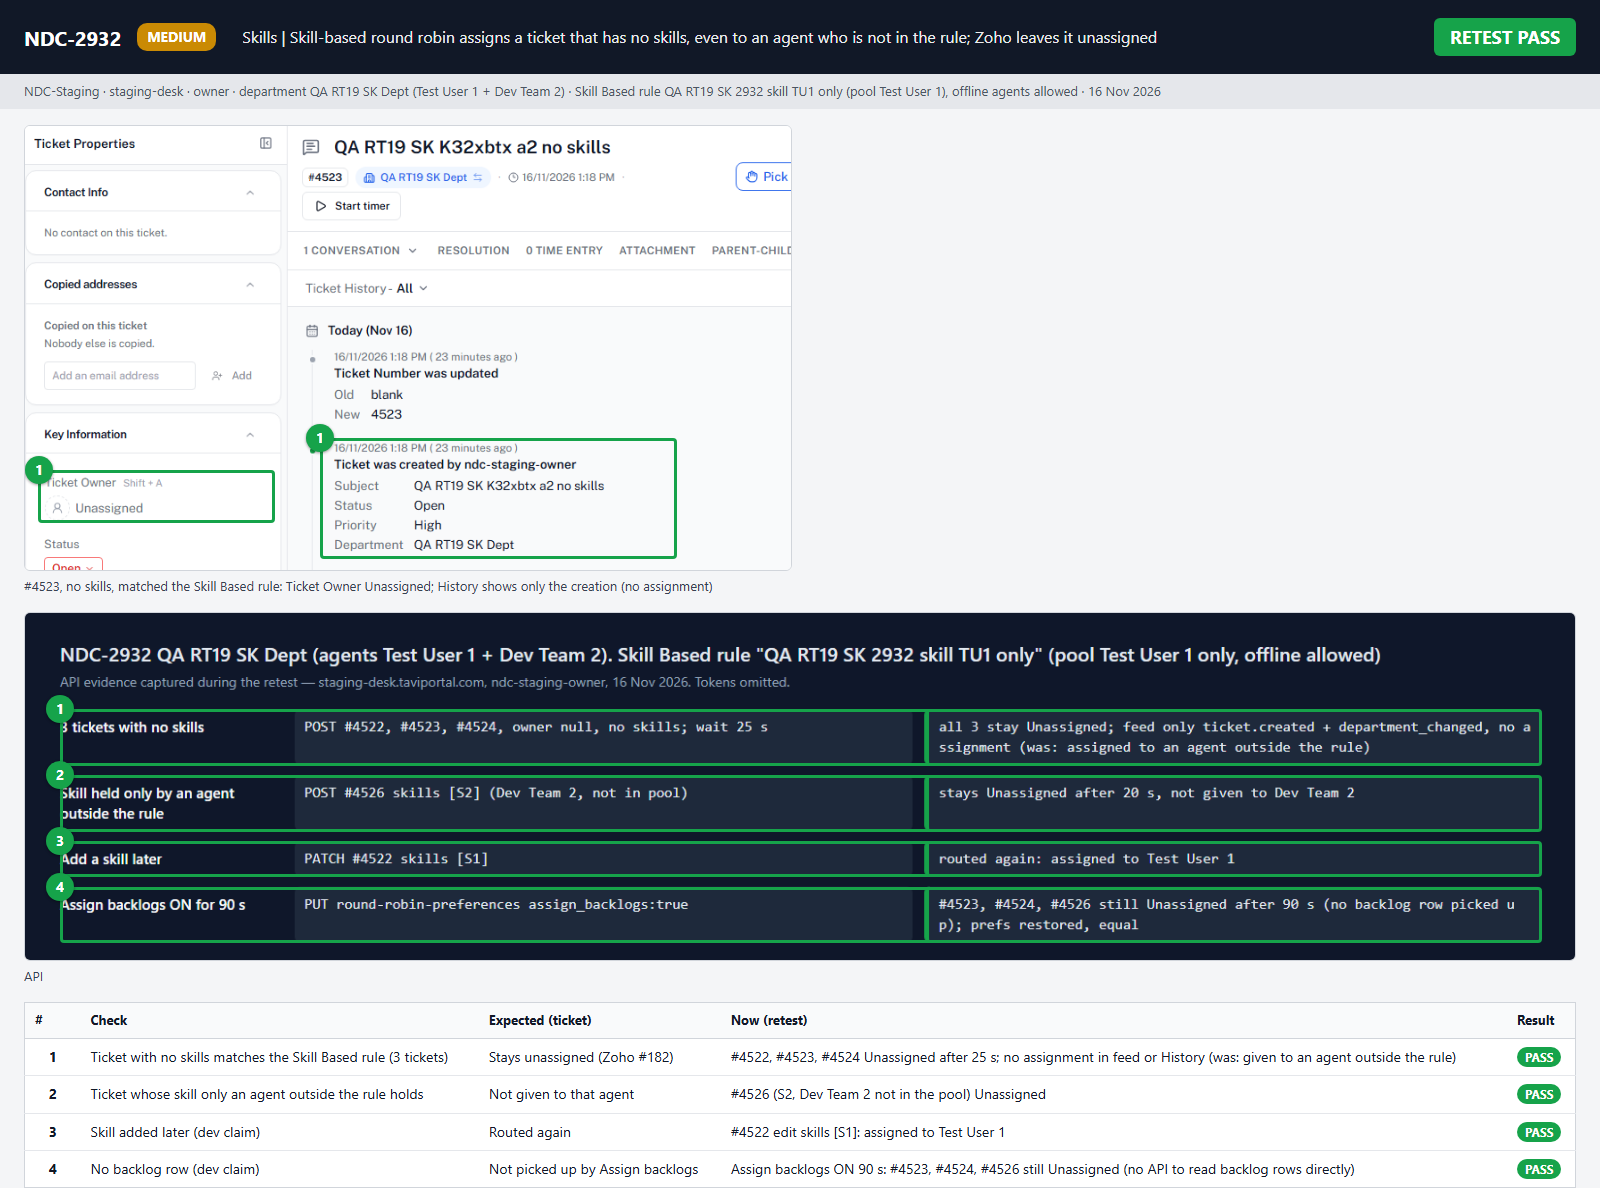 NDC-2932 MEDIUM Skills | Skill-based round robin assigns a ticket that has no skills, even to an agent who is not in the rule; Zoho leaves it unassigned RETEST PASS
NDC-Staging · staging-desk · owner · department QA RT19 SK Dept (Test User 1 + Dev Team 2) · Skill Based rule QA RT19 SK 2932 skill TU1 only (pool Test User 1), offline agents allowed · 16 Nov 2026
Ticket Properties
Contact Info
No contact on this ticket.
Copied addresses
Copied on this ticket
Nobody else is copied.
Add an email address Add
Key Information
1
Ticket Owner Shift + A
Unassigned
Status
Open
QA RT19 SK K32xbtx a2 no skills
#4523 QA RT19 SK Dept · 16/11/2026 1:18 PM · Pick
Start timer
1 CONVERSATION RESOLUTION 0 TIME ENTRY ATTACHMENT PARENT-CHILD
Ticket History - All
Today (Nov 16)
16/11/2026 1:18 PM ( 23 minutes ago )
Ticket Number was updated
Old blank
New 4523
1
16/11/2026 1:18 PM ( 23 minutes ago )
Ticket was created by ndc-staging-owner
Subject QA RT19 SK K32xbtx a2 no skills
Status Open
Priority High
Department QA RT19 SK Dept
#4523, no skills, matched the Skill Based rule: Ticket Owner Unassigned; History shows only the creation (no assignment)
NDC-2932 QA RT19 SK Dept (agents Test User 1 + Dev Team 2). Skill Based rule "QA RT19 SK 2932 skill TU1 only" (pool Test User 1 only, offline allowed)
API evidence captured during the retest — staging-desk.taviportal.com, ndc-staging-owner, 16 Nov 2026. Tokens omitted.
1
3 tickets with no skills POST #4522, #4523, #4524, owner null, no skills; wait 25 s all 3 stay Unassigned; feed only ticket.created + department_changed, no a
ssignment (was: assigned to an agent outside the rule)
2
Skill held only by an agent POST #4526 skills [S2] (Dev Team 2, not in pool) stays Unassigned after 20 s, not given to Dev Team 2
outside the rule
3
Add a skill later PATCH #4522 skills [S1] routed again: assigned to Test User 1
4
Assign backlogs ON for 90 s PUT round-robin-preferences assign_backlogs:true #4523, #4524, #4526 still Unassigned after 90 s (no backlog row picked u
p); prefs restored, equal
API
# Check Expected (ticket) Now (retest) Result
1 Ticket with no skills matches the Skill Based rule (3 tickets) Stays unassigned (Zoho #182) #4522, #4523, #4524 Unassigned after 25 s; no assignment in feed or History (was: given to an agent outside the rule) PASS
2 Ticket whose skill only an agent outside the rule holds Not given to that agent #4526 (S2, Dev Team 2 not in the pool) Unassigned PASS
3 Skill added later (dev claim) Routed again #4522 edit skills [S1]: assigned to Test User 1 PASS
4 No backlog row (dev claim) Not picked up by Assign backlogs Assign backlogs ON 90 s: #4523, #4524, #4526 still Unassigned (no API to read backlog rows directly) PASS